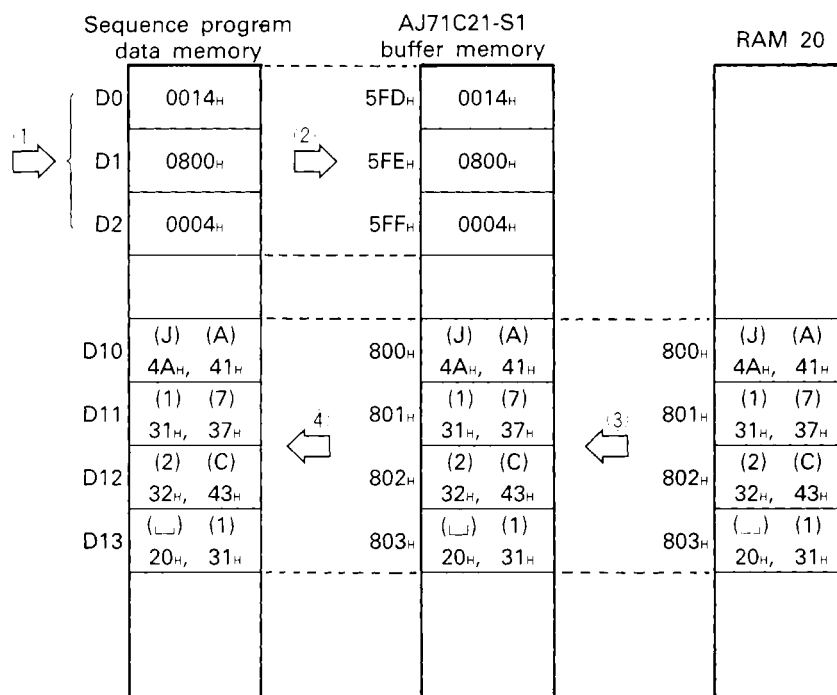 Sequence program data memory
AJ71C21-S1 buffer memory
RAM 20
(1)
D0 0014H
D1 0800H
D2 0004H
(2)
5FDH 0014H
5FEH 0800H
5FFH 0004H
D10 (J) (A) 4AH, 41H
D11 (1) (7) 31H, 37H
D12 (2) (C) 32H, 43H
D13 (␣) (1) 20H, 31H
(4)
800H (J) (A) 4AH, 41H
801H (1) (7) 31H, 37H
802H (2) (C) 32H, 43H
803H (␣) (1) 20H, 31H
(3)
800H (J) (A) 4AH, 41H
801H (1) (7) 31H, 37H
802H (2) (C) 32H, 43H
803H (␣) (1) 20H, 31H